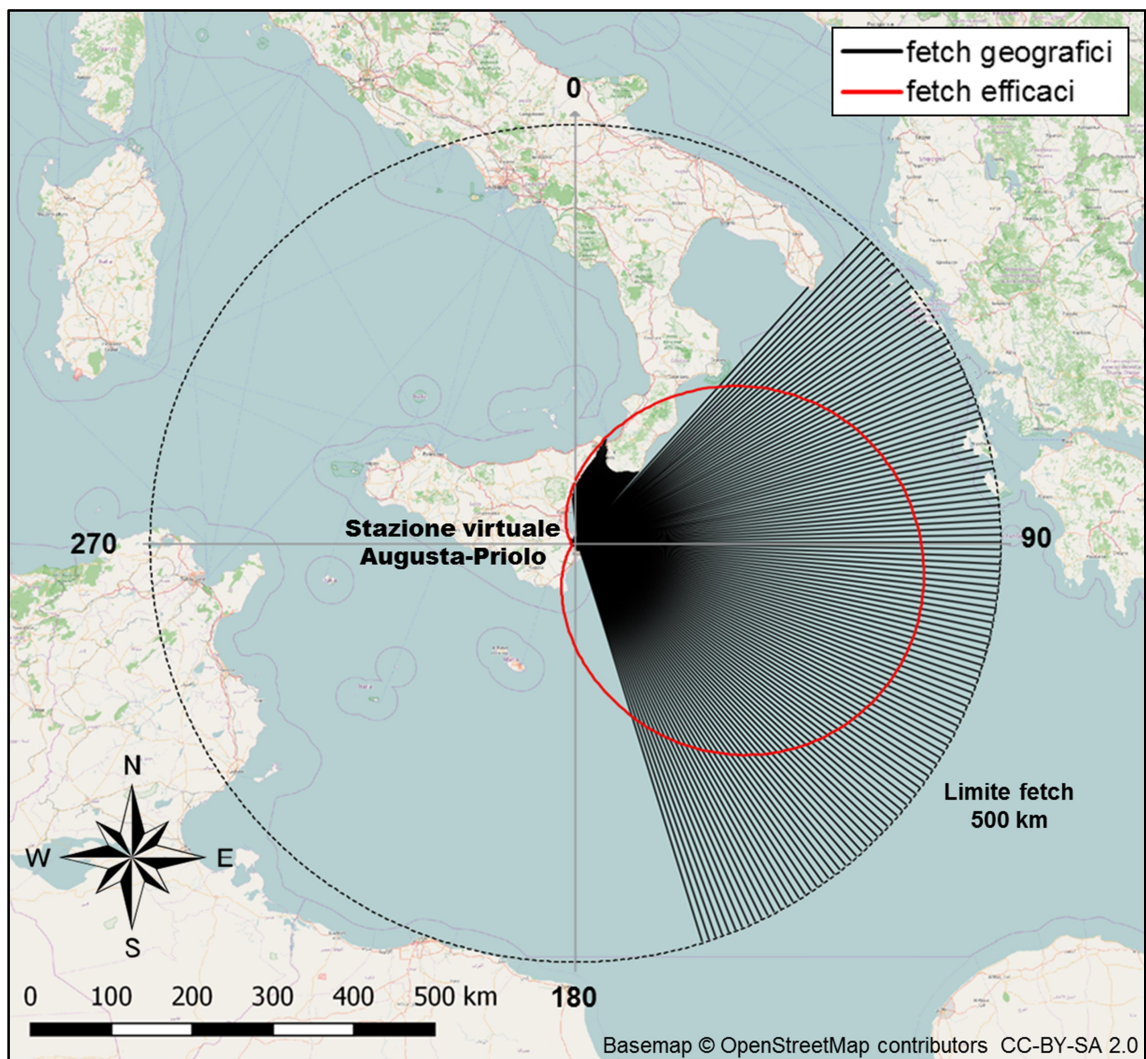 fetch geografici
fetch efficaci
0
Stazione virtuale
Augusta-Priolo
270
90
Limite fetch
500 km
N
W
E
S
0 100 200 300 400 500 km
180
Basemap © OpenStreetMap contributors CC-BY-SA 2.0